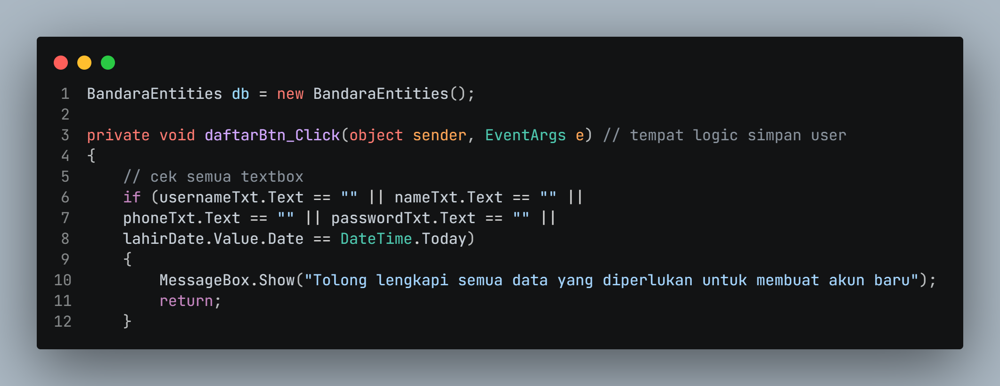 1 BandaraEntities db = new BandaraEntities();
2
3 private void daftarBtn_Click(object sender, EventArgs e) // tempat logic simpan user
4 {
5     // cek semua textbox
6     if (usernameTxt.Text == "" || nameTxt.Text == "" ||
7     phoneTxt.Text == "" || passwordTxt.Text == "" ||
8     lahirDate.Value.Date == DateTime.Today)
9     {
10         MessageBox.Show("Tolong lengkapi semua data yang diperlukan untuk membuat akun baru");
11         return;
12     }